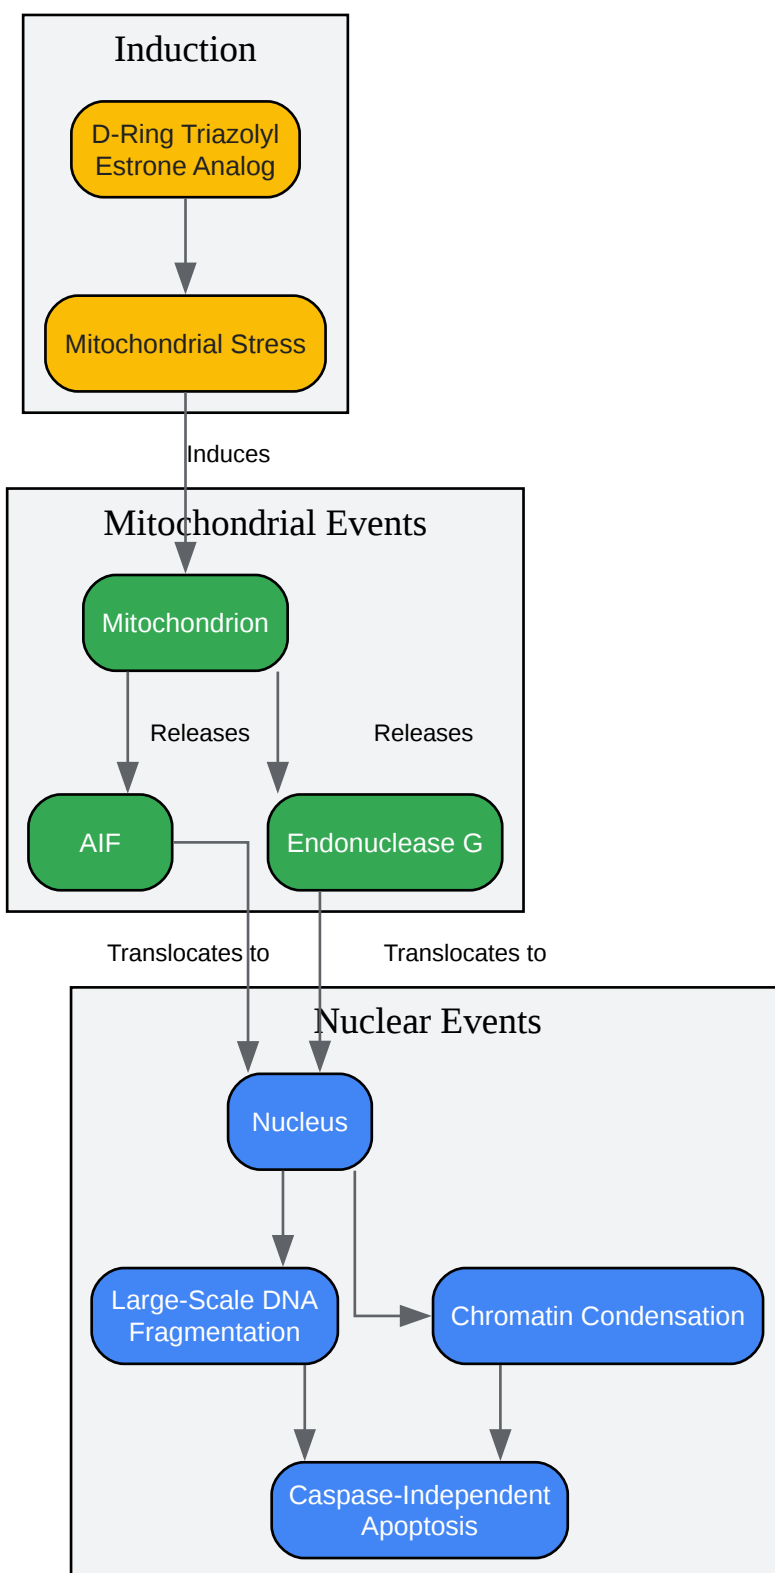 Induction
D-Ring Triazolyl
Estrone Analog
Mitochondrial Stress
Induces
Mitochondrial Events
Mitochondrion
Releases
Releases
AIF
Endonuclease G
Translocates to
Translocates to
Nuclear Events
Nucleus
Large-Scale DNA
Fragmentation
Chromatin Condensation
Caspase-Independent
Apoptosis